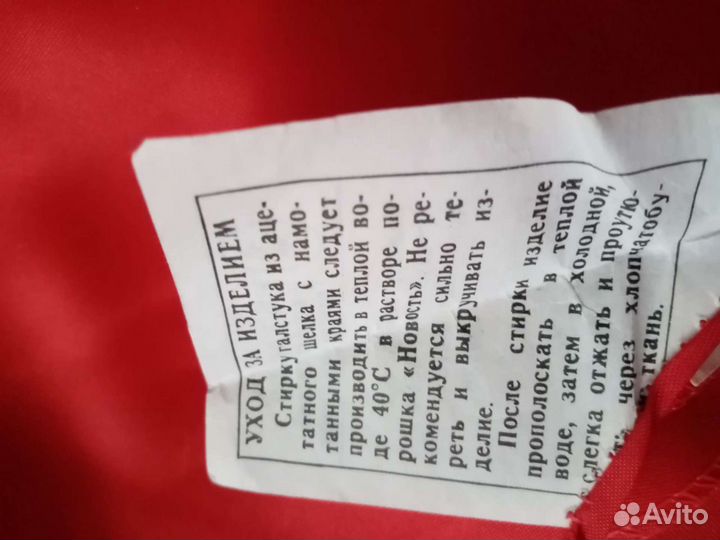 УХОД ЗА ИЗДЕЛИЕМ
Стирку галстука из аце-
татного шелка с намо-
танными краями следует
производить в теплой во-
де 40°С в растворе по-
рошка «Новость». Не ре-
комендуется сильно те-
реть и выкручивать из-
делие.
После стирки изделие
прополоскать в теплой
воде, затем в холодной,
слегка отжать и проутю-
через хлопчатобу-
ткань.
Avito